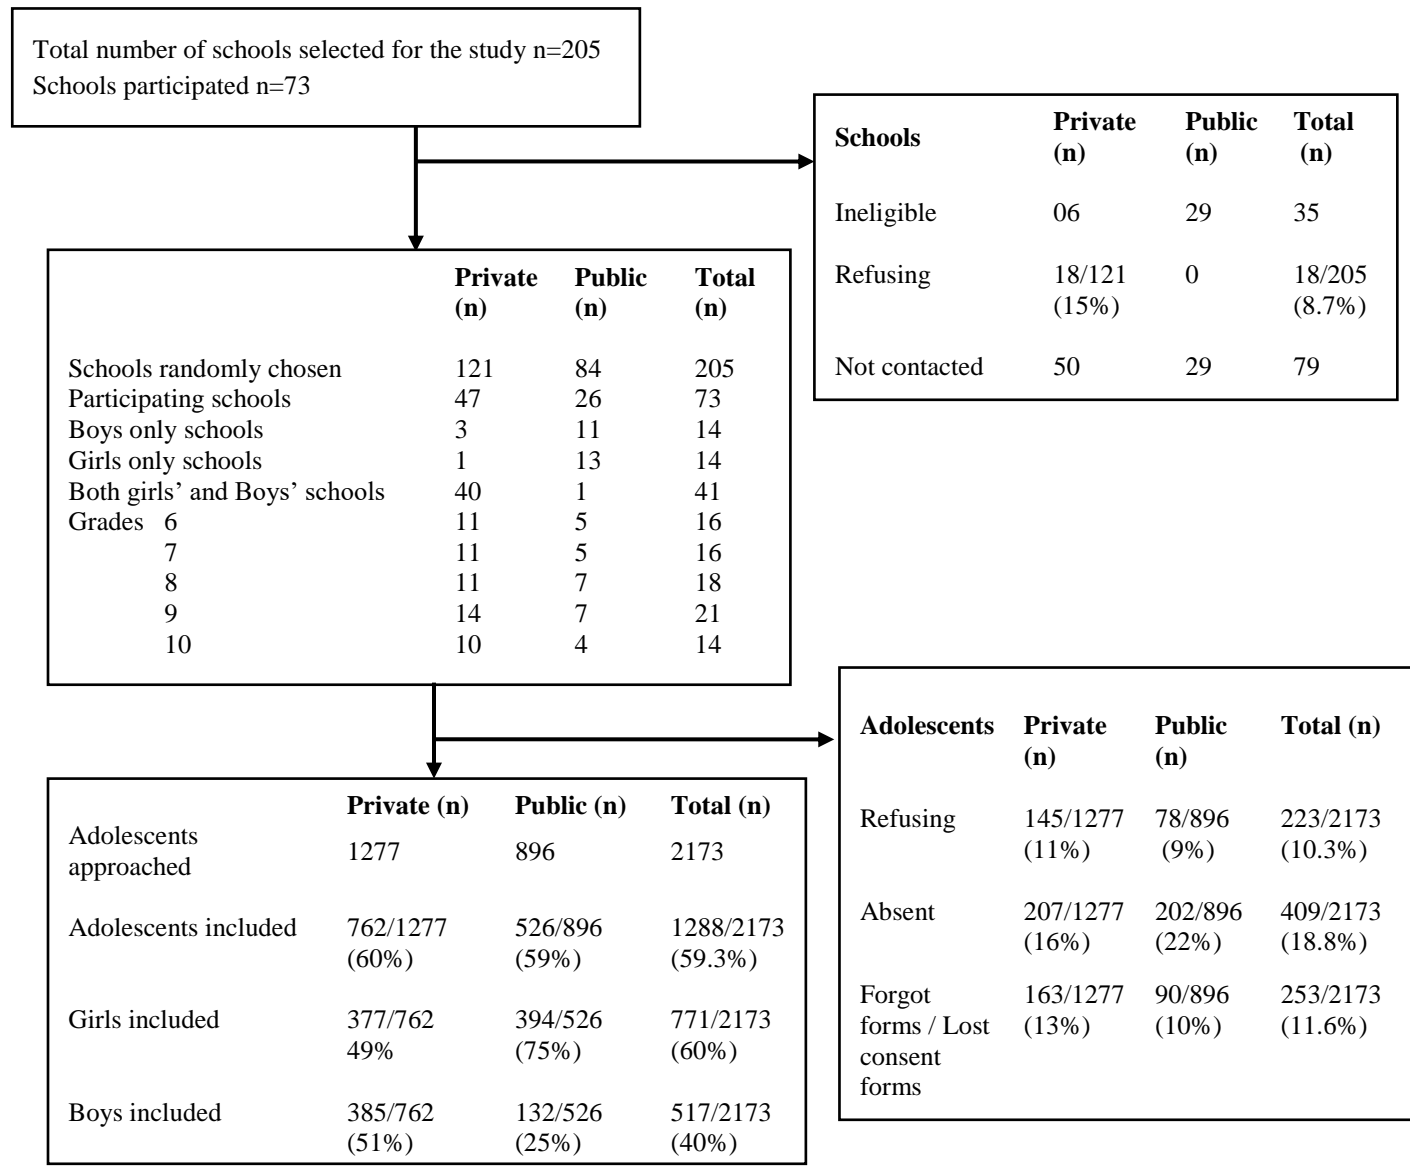 Total number of schools selected for the study n=205
Schools participated n=73
Schools Private (n) Public (n) Total (n)
Ineligible 06 29 35
Refusing 18/121 (15%) 0 18/205 (8.7%)
Not contacted 50 29 79
Private (n) Public (n) Total (n)
Schools randomly chosen 121 84 205
Participating schools 47 26 73
Boys only schools 3 11 14
Girls only schools 1 13 14
Both girls’ and Boys’ schools 40 1 41
Grades 6 11 5 16
7 11 5 16
8 11 7 18
9 14 7 21
10 10 4 14
Adolescents Private (n) Public (n) Total (n)
Refusing 145/1277 (11%) 78/896 (9%) 223/2173 (10.3%)
Absent 207/1277 (16%) 202/896 (22%) 409/2173 (18.8%)
Forgot forms / Lost consent forms 163/1277 (13%) 90/896 (10%) 253/2173 (11.6%)
Private (n) Public (n) Total (n)
Adolescents approached 1277 896 2173
Adolescents included 762/1277 (60%) 526/896 (59%) 1288/2173 (59.3%)
Girls included 377/762 49% 394/526 (75%) 771/2173 (60%)
Boys included 385/762 (51%) 132/526 (25%) 517/2173 (40%)